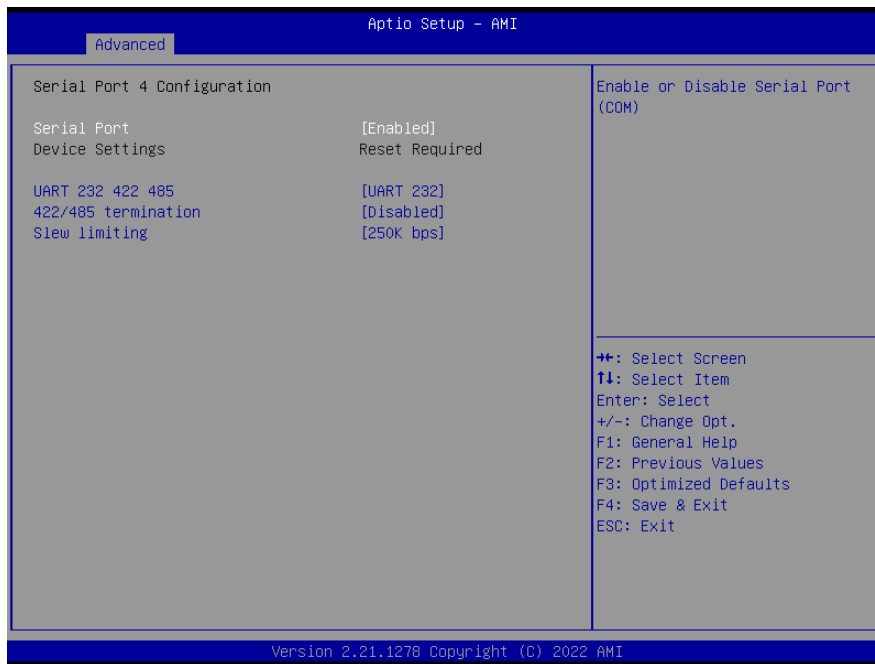 Aptio Setup – AMI
Advanced
Serial Port 4 Configuration
Serial Port [Enabled]
Device Settings Reset Required
UART 232 422 485 [UART 232]
422/485 termination [Disabled]
Slew limiting [250K bps]
Enable or Disable Serial Port
(COM)
→←: Select Screen
↑↓: Select Item
Enter: Select
+/-: Change Opt.
F1: General Help
F2: Previous Values
F3: Optimized Defaults
F4: Save & Exit
ESC: Exit
Version 2.21.1278 Copyright (C) 2022 AMI